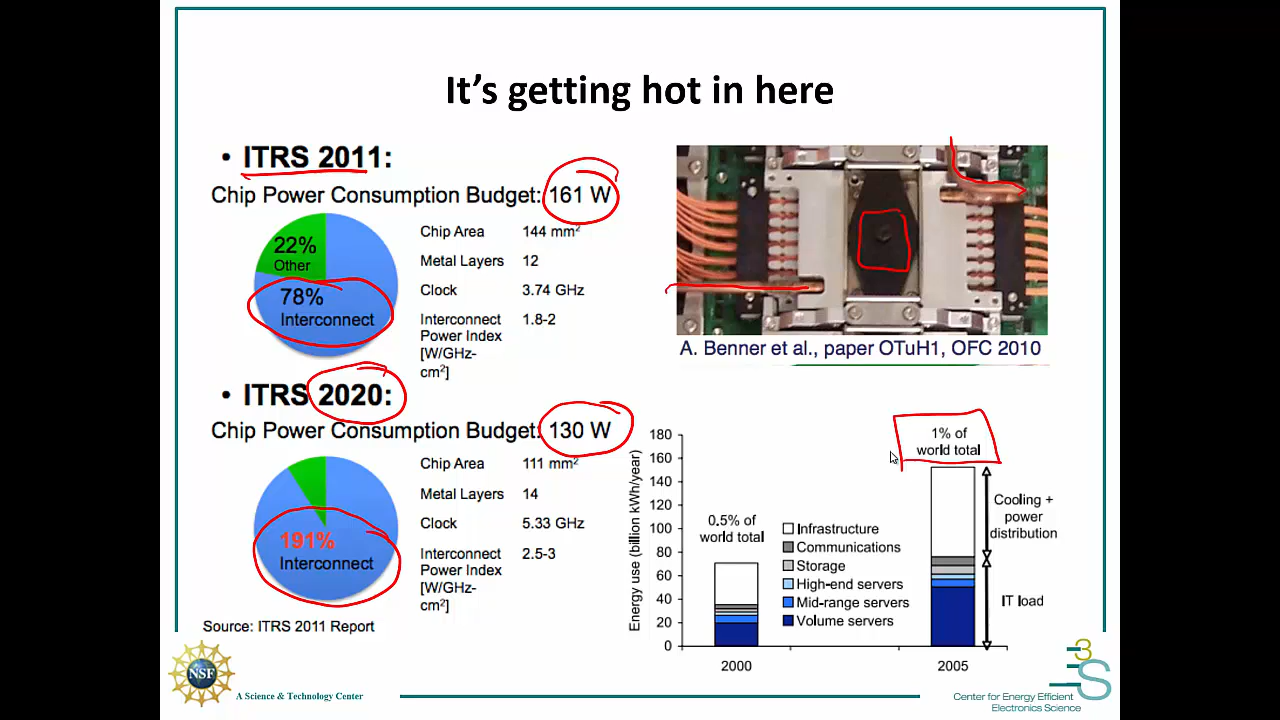 It's getting hot in here
• ITRS 2011:
Chip Power Consumption Budget: 161 W
22%
Other
78%
Interconnect
Chip Area 144 mm²
Metal Layers 12
Clock 3.74 GHz
Interconnect 1.8-2
Power Index
[W/GHz-
cm²]
• ITRS 2020:
Chip Power Consumption Budget: 130 W
191%
Interconnect
Chip Area 111 mm²
Metal Layers 14
Clock 5.33 GHz
Interconnect 2.5-3
Power Index
[W/GHz-
cm²]
Source: ITRS 2011 Report
A. Benner et al., paper OTuH1, OFC 2010
Energy use (billion kWh/year)
180
160
140
120
100
80
60
40
20
0
0.5% of
world total
1% of
world total
Infrastructure
Communications
Storage
High-end servers
Mid-range servers
Volume servers
Cooling +
power
distribution
IT load
2000
2005
NSF
A Science & Technology Center
E3S
Center for Energy Efficient
Electronics Science